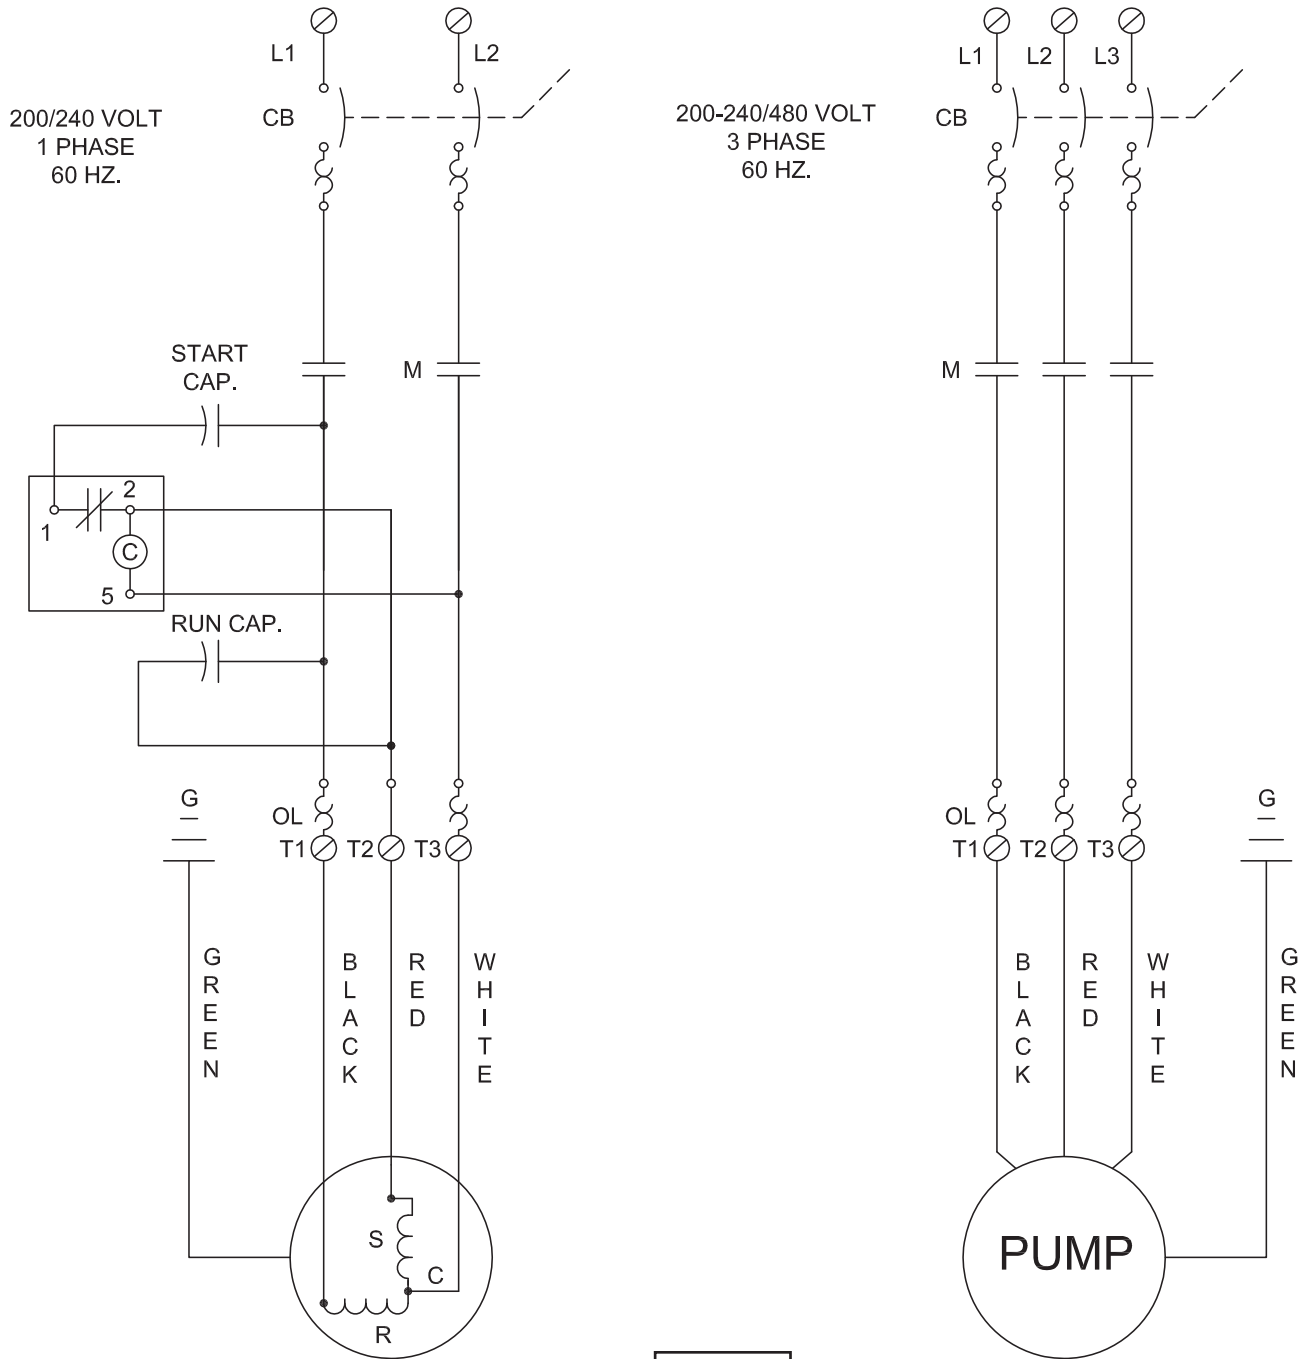 L1
L2
200/240 VOLT
1 PHASE
60 HZ.
CB
START
CAP.
M
1
2
C
5
RUN CAP.
G
OL
T1
T2
T3
GREEN
BLACK
RED
WHITE
S
C
R
L1
L2
L3
200-240/480 VOLT
3 PHASE
60 HZ.
CB
M
OL
T1
T2
T3
G
BLACK
RED
WHITE
GREEN
PUMP